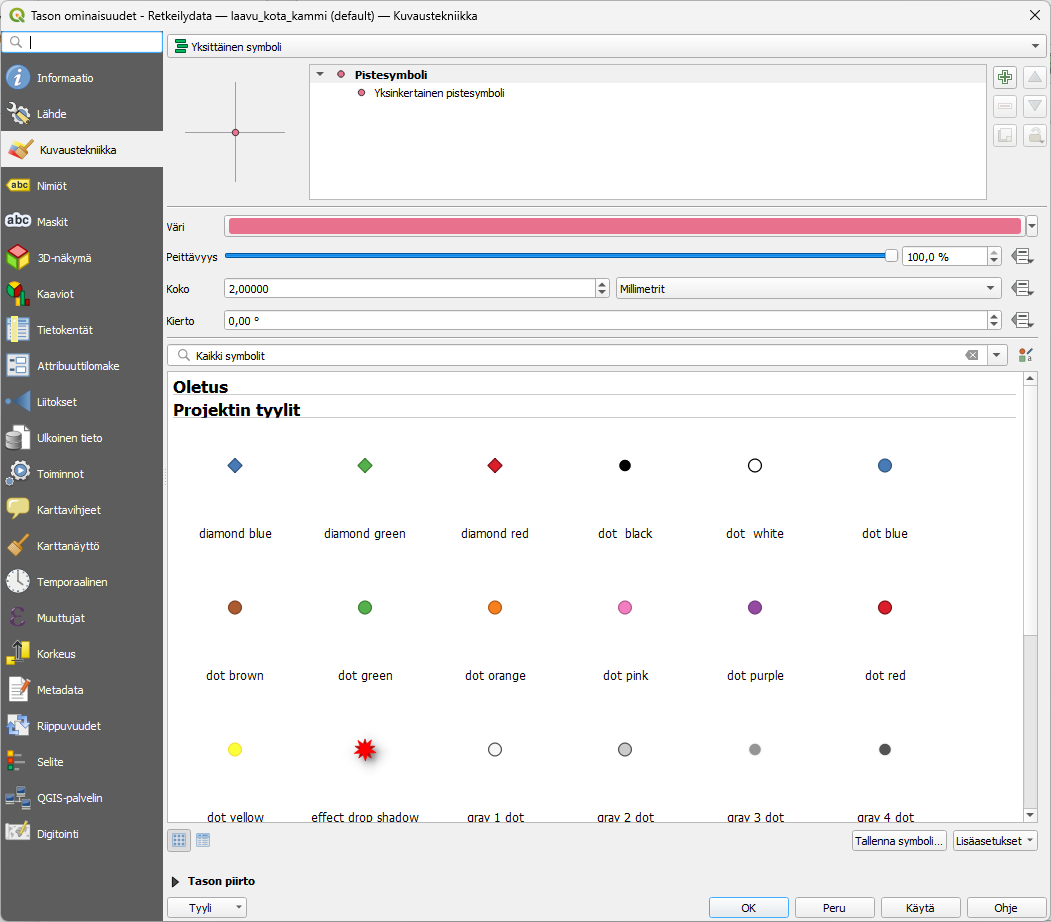 Tason ominaisuudet - Retkeilydata — laavu_kota_kammi (default) — Kuvaustekniikka
Yksittäinen symboli
Informaatio
Lähde
Kuvaustekniikka
abc Nimiöt
abc Maskit
3D-näkymä
Kaaviot
Tietokentät
Attribuuttilomake
Liitokset
Ulkoinen tieto
Toiminnot
Karttavihjeet
Karttanäyttö
Temporaalinen
Muuttujat
Korkeus
Metadata
Riippuvuudet
Selite
QGIS-palvelin
Digitointi
Pistesymboli
Yksinkertainen pistesymboli
Väri
Peittävyys 100,0 %
Koko 2,00000 Millimetrit
Kierto 0,00 °
Kaikki symbolit
Oletus
Projektin tyylit
diamond blue diamond green diamond red dot  black dot  white dot blue
dot brown dot green dot orange dot pink dot purple dot red
dot yellow effect drop shadow gray 1 dot gray 2 dot gray 3 dot gray 4 dot
Tallenna symboli... Lisäasetukset
Tason piirto
Tyyli OK Peru Käytä Ohje